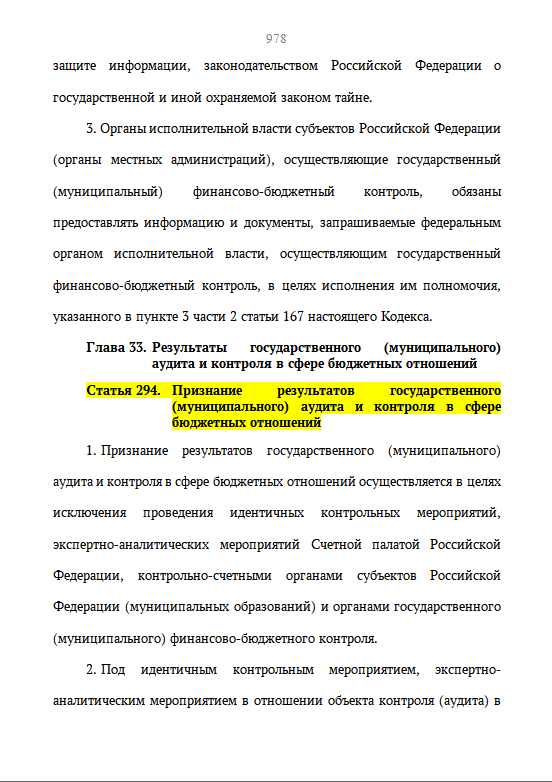 978
защите информации, законодательством Российской Федерации о
государственной и иной охраняемой законом тайне.
3. Органы исполнительной власти субъектов Российской Федерации
(органы местных администраций), осуществляющие государственный
(муниципальный) финансово-бюджетный контроль, обязаны
предоставлять информацию и документы, запрашиваемые федеральным
органом исполнительной власти, осуществляющим государственный
финансово-бюджетный контроль, в целях исполнения им полномочия,
указанного в пункте 3 части 2 статьи 167 настоящего Кодекса.
Глава 33. Результаты государственного (муниципального)
аудита и контроля в сфере бюджетных отношений
Статья 294. Признание результатов государственного
(муниципального) аудита и контроля в сфере
бюджетных отношений
1. Признание результатов государственного (муниципального)
аудита и контроля в сфере бюджетных отношений осуществляется в целях
исключения проведения идентичных контрольных мероприятий,
экспертно-аналитических мероприятий Счетной палатой Российской
Федерации, контрольно-счетными органами субъектов Российской
Федерации (муниципальных образований) и органами государственного
(муниципального) финансово-бюджетного контроля.
2. Под идентичным контрольным мероприятием, экспертно-
аналитическим мероприятием в отношении объекта контроля (аудита) в